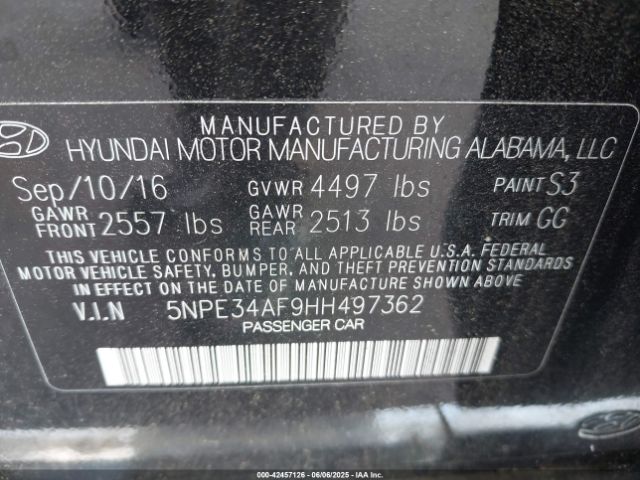 MANUFACTURED BY
HYUNDAI MOTOR MANUFACTURING ALABAMA, LLC
Sep/10/16 GVWR 4497 lbs PAINT S3
GAWR FRONT 2557 lbs GAWR REAR 2513 lbs TRIM GG
THIS VEHICLE CONFORMS TO ALL APPLICABLE U.S.A. FEDERAL
MOTOR VEHICLE SAFETY, BUMPER, AND THEFT PREVENTION STANDARDS
IN EFFECT ON THE DATE OF MANUFACTURE SHOWN ABOVE.
V.I.N 5NPE34AF9HH497362
PASSENGER CAR
000-42457126 - 06/06/2025 - IAAI.COM